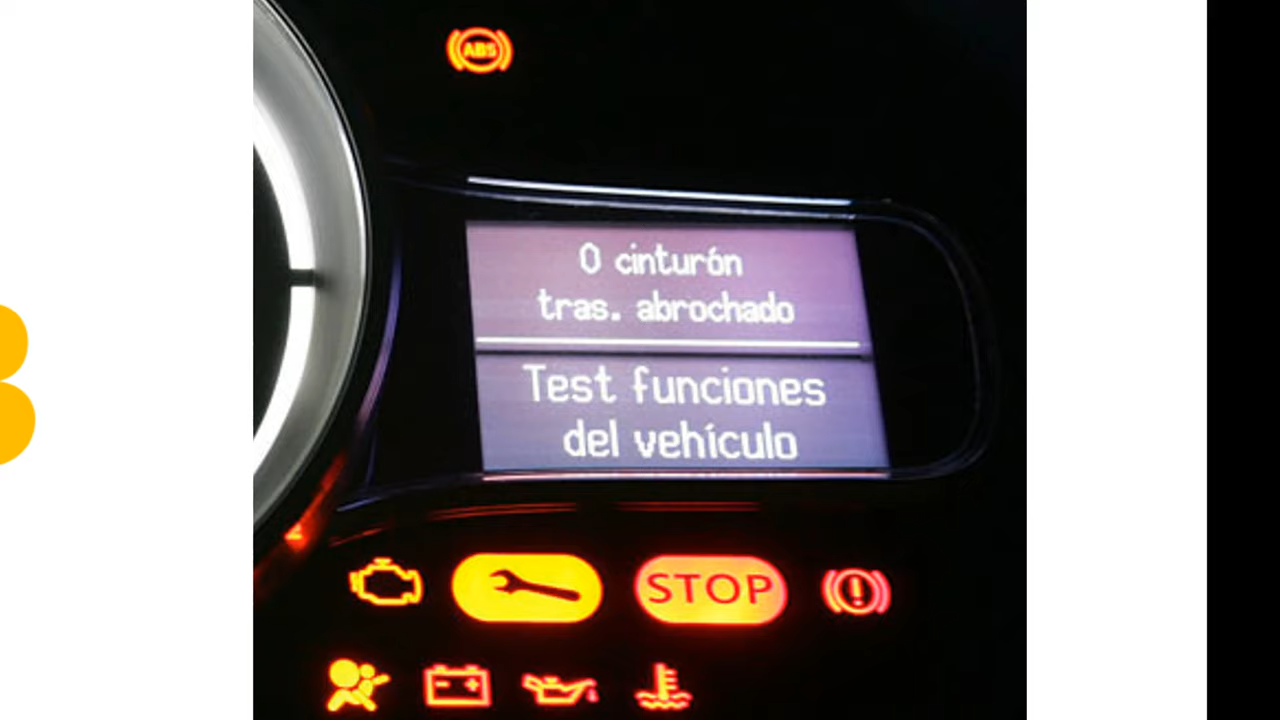 ABS
0 cinturón
tras. abrochado
Test funciones
del vehículo
STOP